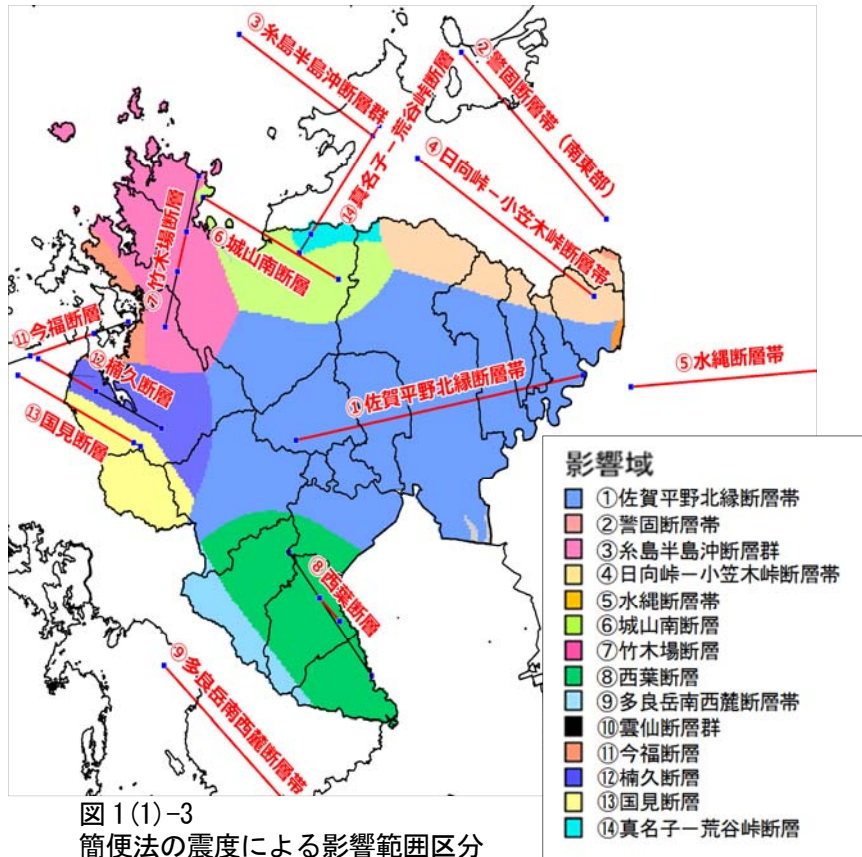 ③糸島半島沖断層群
②警固断層帯（南東部）
⑭真名子－荒谷峠断層
④日向峠－小笠木峠断層帯
⑦竹木場断層
⑥城山南断層
⑪今福断層
⑫楠久断層
⑬国見断層
①佐賀平野北縁断層帯
⑤水縄断層帯
⑧西葉断層
⑨多良岳南西麓断層帯
影響域
①佐賀平野北縁断層帯
②警固断層帯
③糸島半島沖断層群
④日向峠－小笠木峠断層帯
⑤水縄断層帯
⑥城山南断層
⑦竹木場断層
⑧西葉断層
⑨多良岳南西麓断層帯
⑩雲仙断層群
⑪今福断層
⑫楠久断層
⑬国見断層
⑭真名子－荒谷峠断層
図1(1)-3
簡便法の震度による影響範囲区分